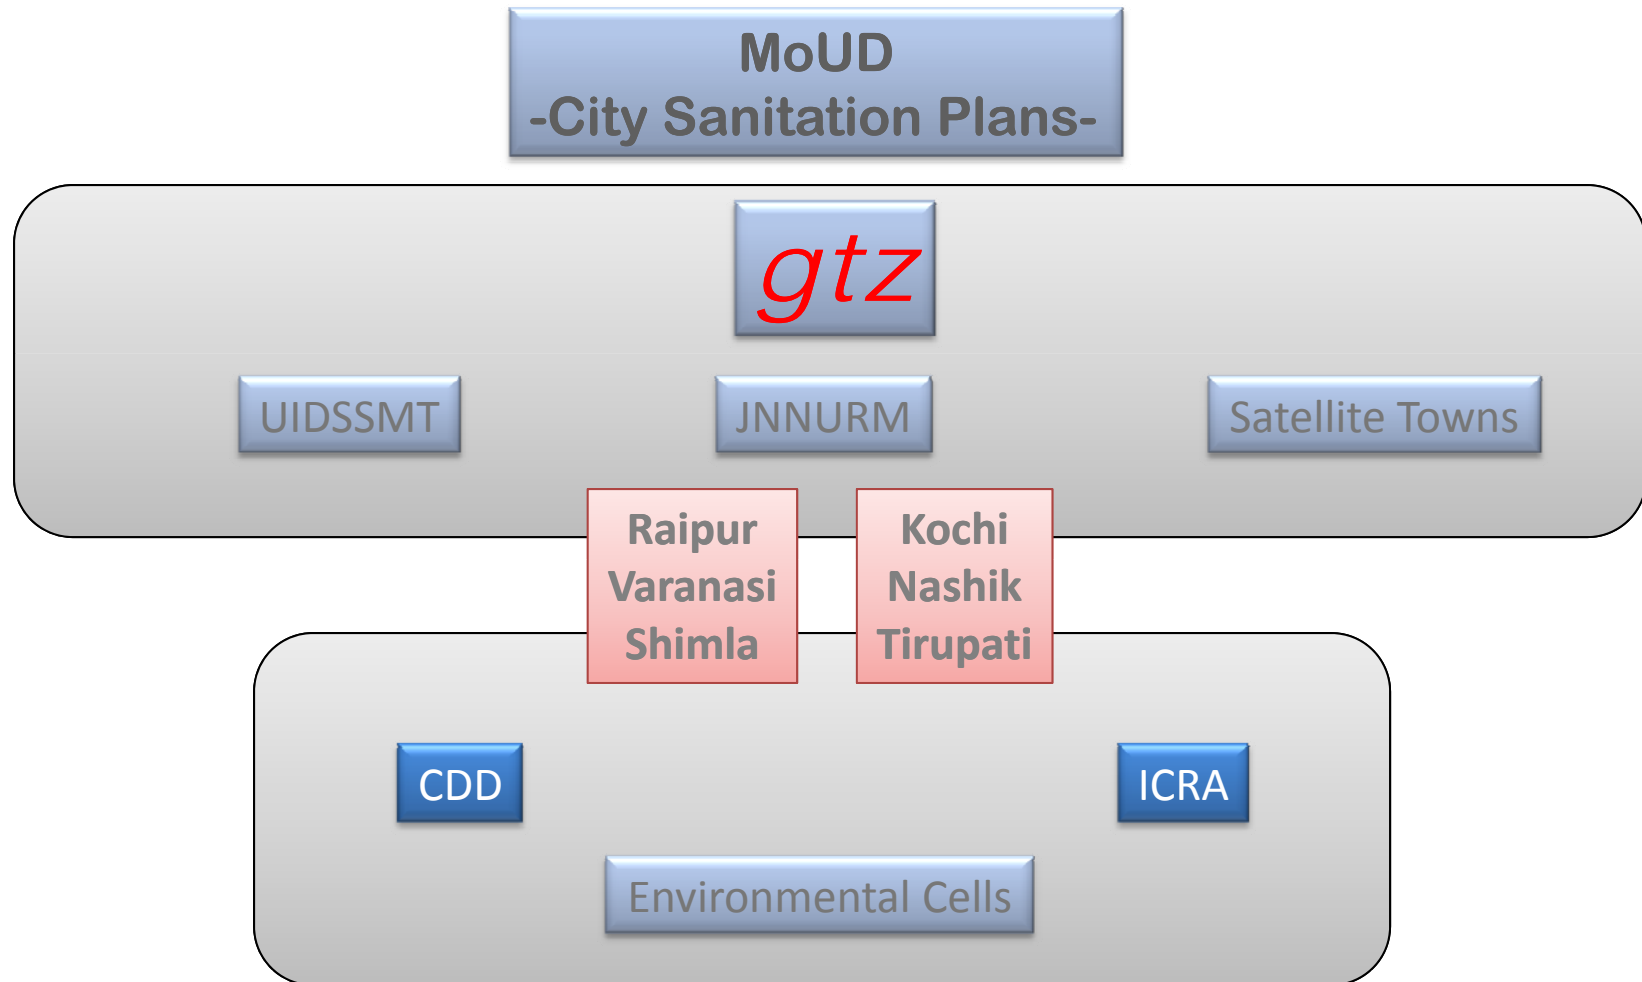 MoUD
-City Sanitation Plans-
gtz
UIDSSMT
JNNURM
Satellite Towns
Raipur
Varanasi
Shimla
Kochi
Nashik
Tirupati
CDD
ICRA
Environmental Cells